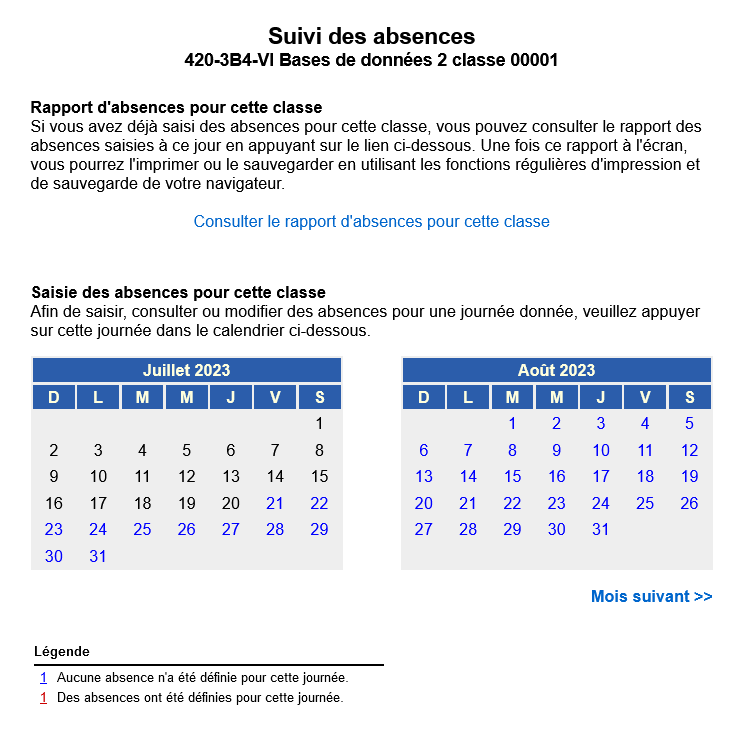 Suivi des absences
420-3B4-VI Bases de données 2 classe 00001
Rapport d'absences pour cette classe
Si vous avez déjà saisi des absences pour cette classe, vous pouvez consulter le rapport des
absences saisies à ce jour en appuyant sur le lien ci-dessous. Une fois ce rapport à l'écran,
vous pourrez l'imprimer ou le sauvegarder en utilisant les fonctions régulières d'impression et
de sauvegarde de votre navigateur.
Consulter le rapport d'absences pour cette classe
Saisie des absences pour cette classe
Afin de saisir, consulter ou modifier des absences pour une journée donnée, veuillez appuyer
sur cette journée dans le calendrier ci-dessous.
Juillet 2023
D L M M J V S
1
2 3 4 5 6 7 8
9 10 11 12 13 14 15
16 17 18 19 20 21 22
23 24 25 26 27 28 29
30 31
Août 2023
D L M M J V S
1 2 3 4 5
6 7 8 9 10 11 12
13 14 15 16 17 18 19
20 21 22 23 24 25 26
27 28 29 30 31
Mois suivant >>
Légende
1 Aucune absence n'a été définie pour cette journée.
1 Des absences ont été définies pour cette journée.